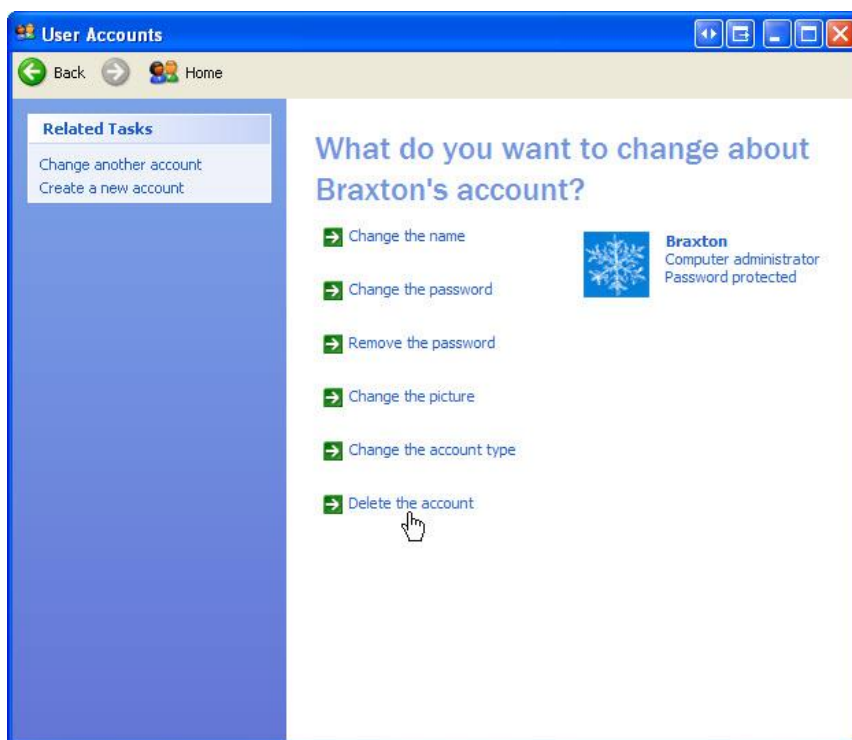 User Accounts
Back Home
Related Tasks
Change another account
Create a new account
What do you want to change about
Braxton's account?
Change the name
Change the password
Remove the password
Change the picture
Change the account type
Delete the account
Braxton
Computer administrator
Password protected